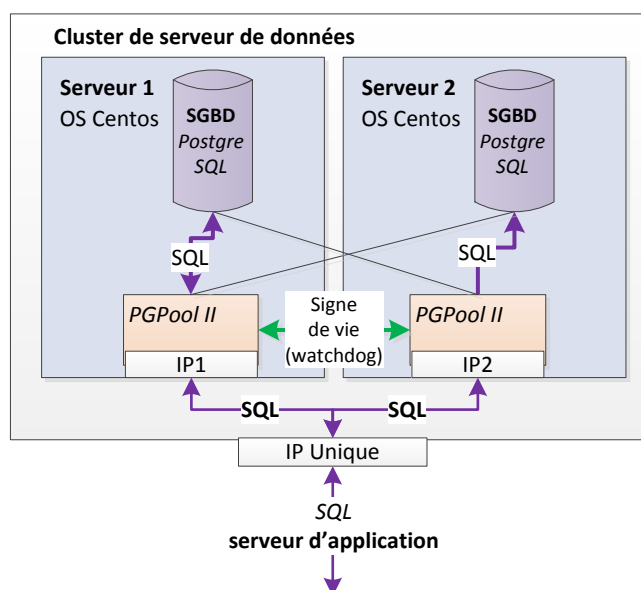 Cluster de serveur de données
Serveur 1
OS Centos
SGBD
Postgre
SQL
Serveur 2
OS Centos
SGBD
Postgre
SQL
SQL
SQL
PGPool II
Signe
de vie
(watchdog)
PGPool II
IP1
IP2
SQL
SQL
IP Unique
SQL
serveur d’application